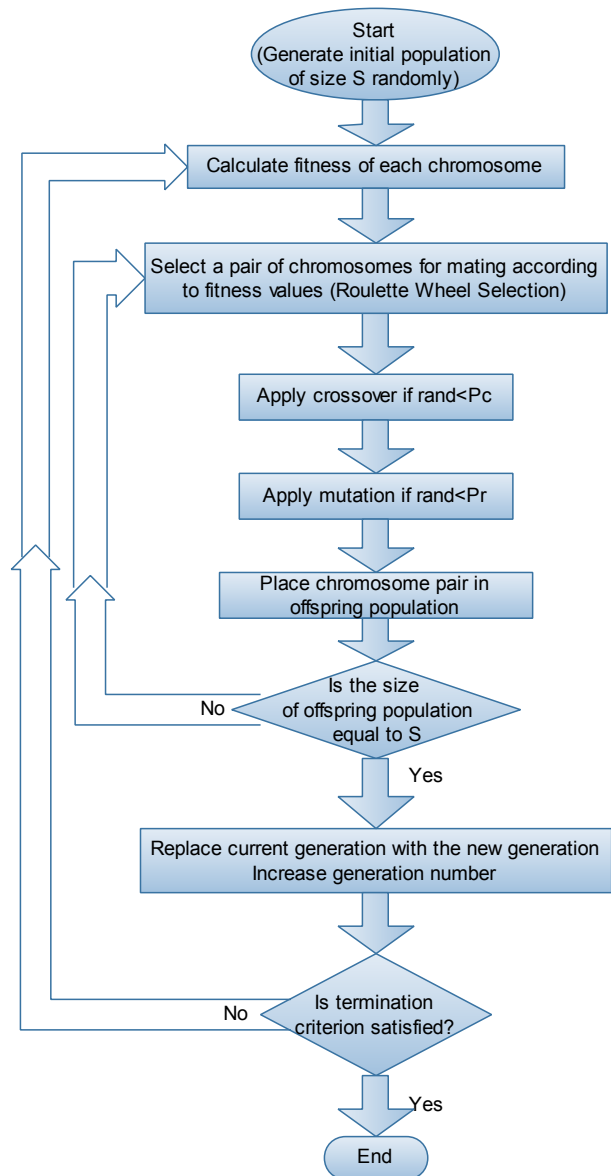 Start
(Generate initial population
of size S randomly)
Calculate fitness of each chromosome
Select a pair of chromosomes for mating according
to fitness values (Roulette Wheel Selection)
Apply crossover if rand<Pc
Apply mutation if rand<Pr
Place chromosome pair in
offspring population
Is the size
of offspring population
equal to S
No
Yes
Replace current generation with the new generation
Increase generation number
Is termination
criterion satisfied?
No
Yes
End